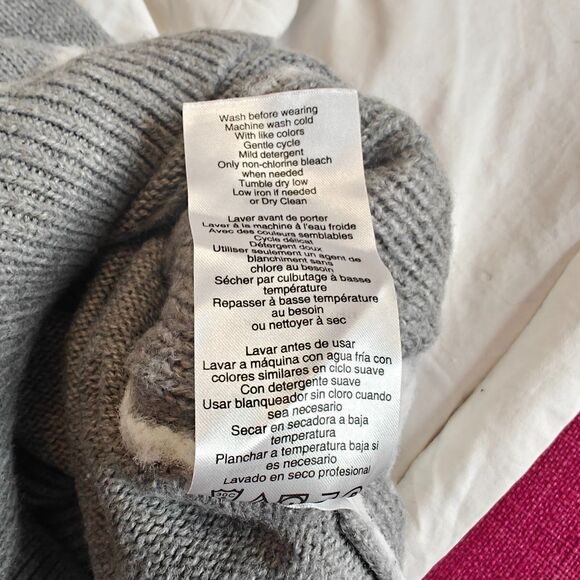 Wash before wearing
Machine wash cold
With like colors
Gentle cycle
Mild detergent
Only non-chlorine bleach
when needed
Tumble dry low
Low iron if needed
or Dry Clean
Laver avant de porter
Laver à la machine à l'eau froide
Avec des couleurs semblables
Cycle délicat
Détergent doux
Utiliser seulement un agent de
blanchiment sans
chlore au besoin
Sécher par culbutage à basse
température
Repasser à basse température
au besoin
ou nettoyer à sec
Lavar antes de usar
Lavar a máquina con agua fría con
colores similares en ciclo suave
Con detergente suave
Usar blanqueador sin cloro cuando
sea necesario
Secar en secadora a baja
temperatura
Planchar a temperatura baja si
es necesario
Lavado en seco profesional
30C